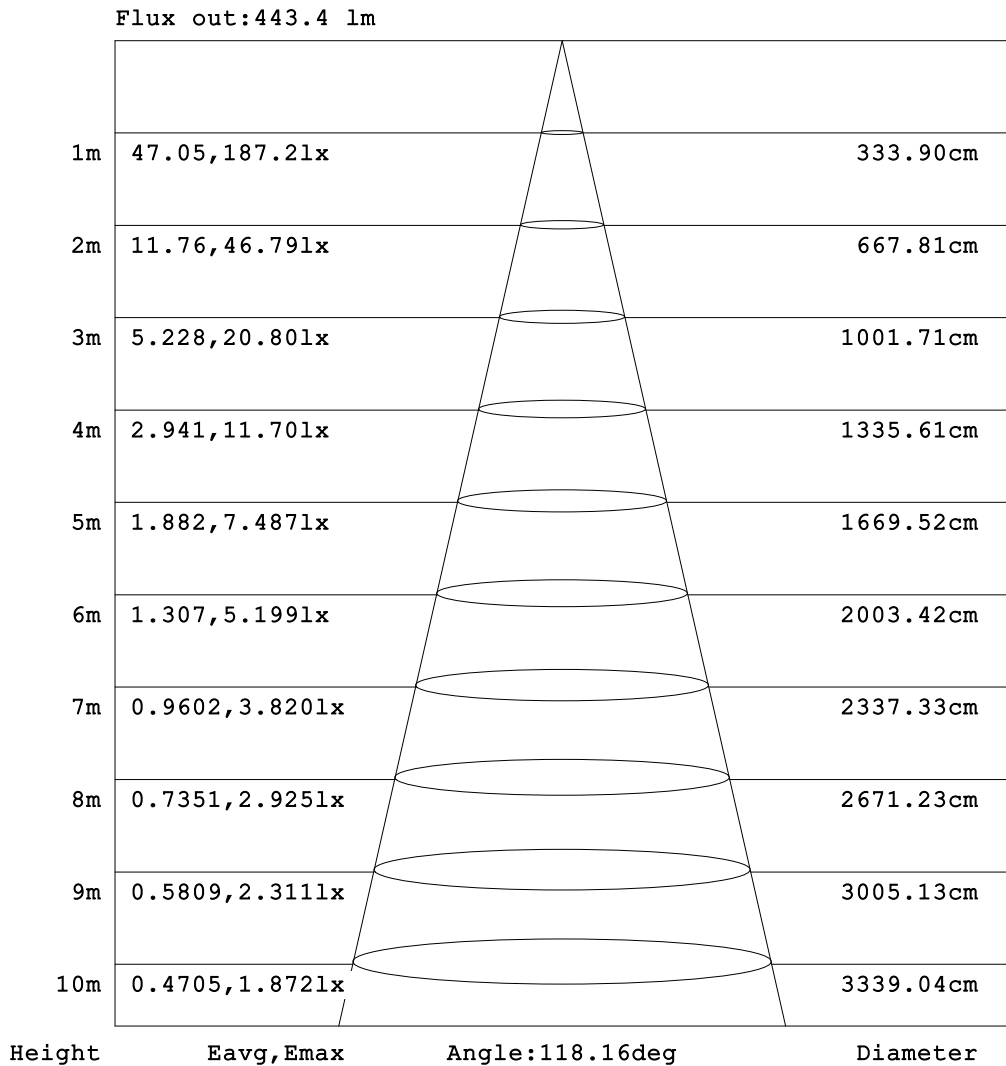 Flux out:443.4 lm
1m 47.05,187.2lx 333.90cm
2m 11.76,46.79lx 667.81cm
3m 5.228,20.80lx 1001.71cm
4m 2.941,11.70lx 1335.61cm
5m 1.882,7.487lx 1669.52cm
6m 1.307,5.199lx 2003.42cm
7m 0.9602,3.820lx 2337.33cm
8m 0.7351,2.925lx 2671.23cm
9m 0.5809,2.311lx 3005.13cm
10m 0.4705,1.872lx 3339.04cm
Height Eavg,Emax Angle:118.16deg Diameter